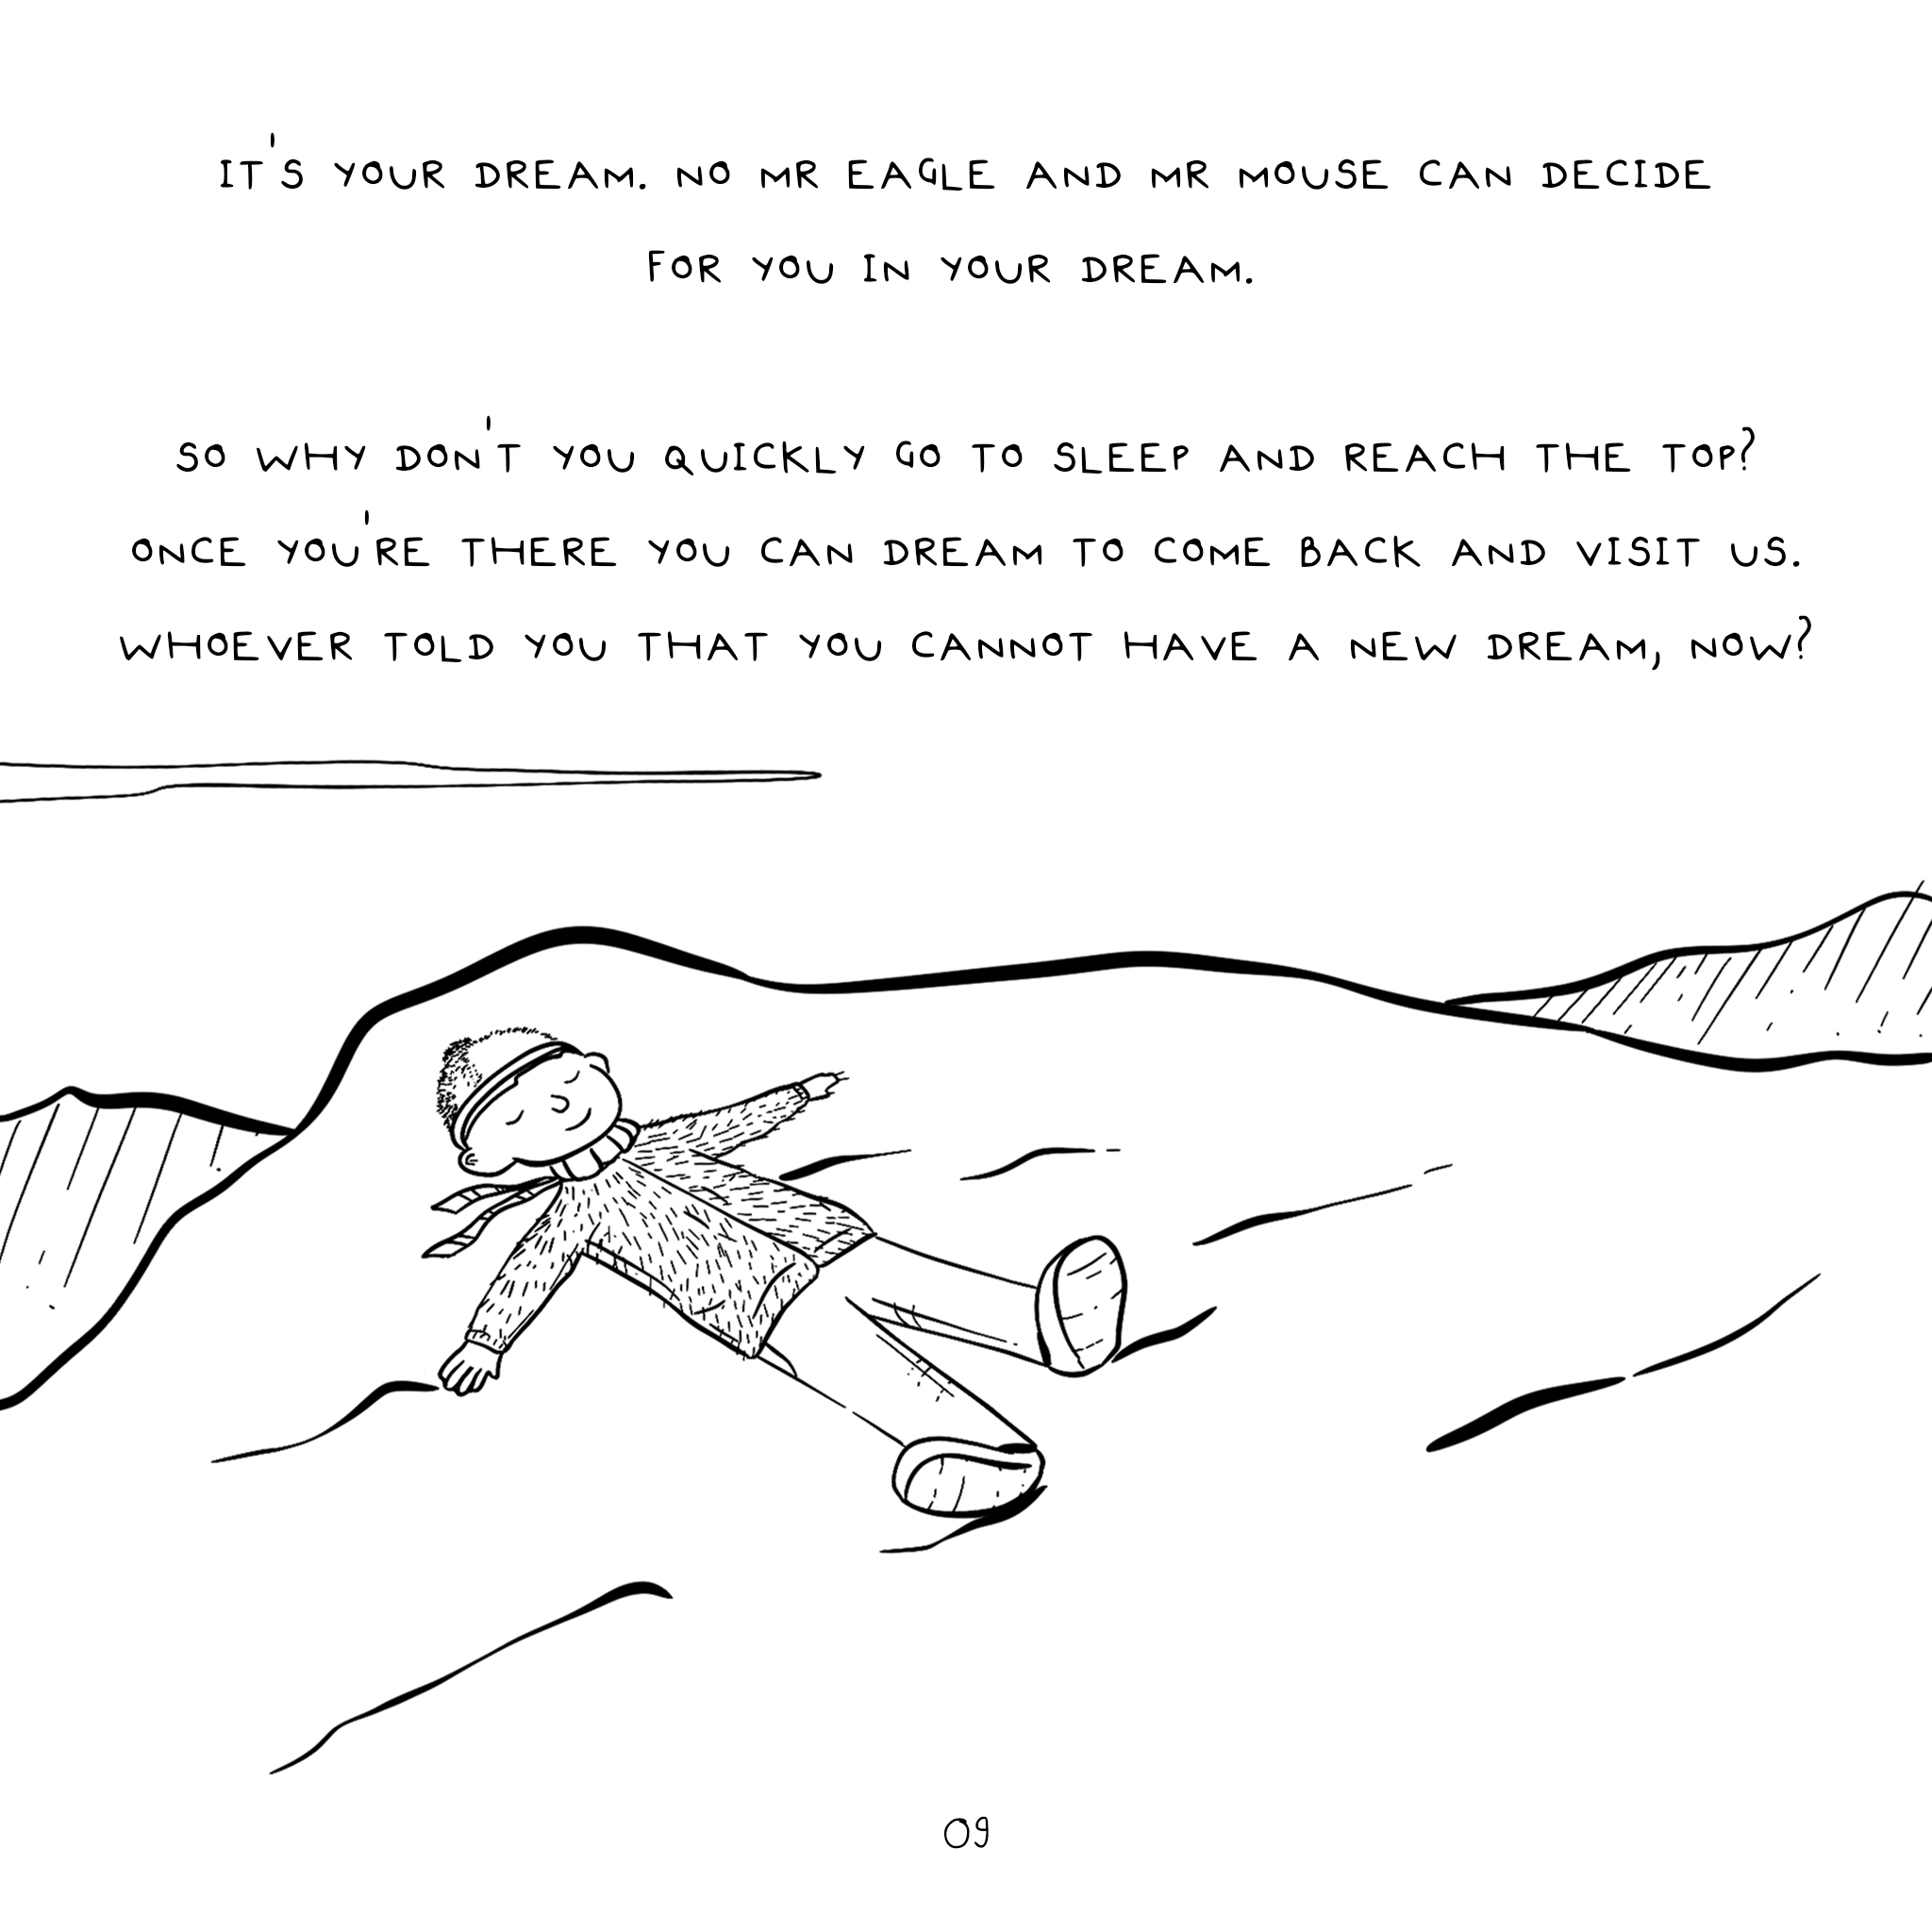 IT'S YOUR DREAM. NO MR EAGLE AND MR MOUSE CAN DECIDE
FOR YOU IN YOUR DREAM.
SO WHY DON'T YOU QUICKLY GO TO SLEEP AND REACH THE TOP?
ONCE YOU'RE THERE YOU CAN DREAM TO COME BACK AND VISIT US.
WHOEVER TOLD YOU THAT YOU CANNOT HAVE A NEW DREAM, NOW?
09